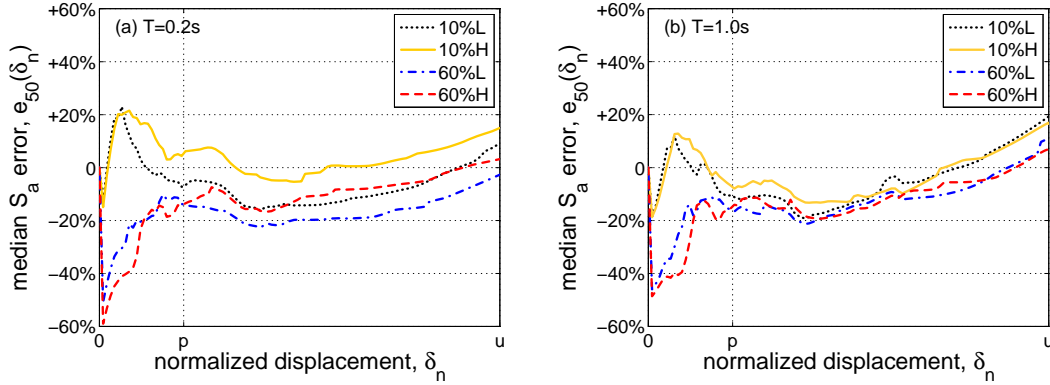 (a) T=0.2s
10%L
10%H
60%L
60%H
+60%
+40%
+20%
0
−20%
−40%
−60%
0
p
u
median S_a error, e_50(δ_n)
normalized displacement, δ_n
(b) T=1.0s
10%L
10%H
60%L
60%H
+60%
+40%
+20%
0
−20%
−40%
−60%
0
p
u
median S_a error, e_50(δ_n)
normalized displacement, δ_n